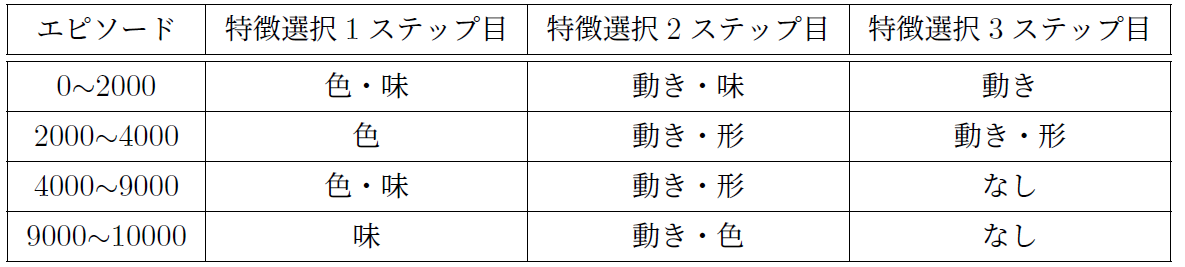 エピソード 特徴選択 1 ステップ目 特徴選択 2 ステップ目 特徴選択 3 ステップ目
0~2000 色・味 動き・味 動き
2000~4000 色 動き・形 動き・形
4000~9000 色・味 動き・形 なし
9000~10000 味 動き・色 なし